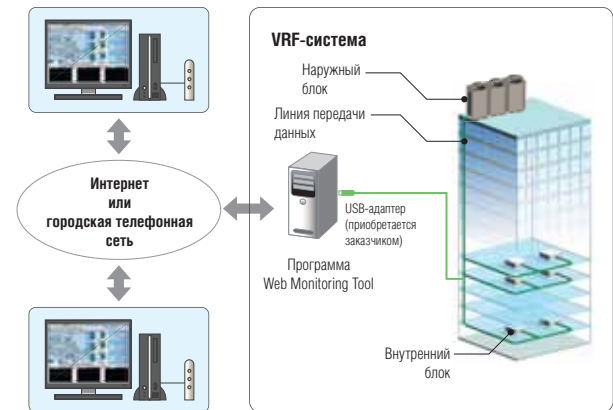 VRF-система
Наружный
блок
Линия передачи
данных
Интернет
или
городская телефонная
сеть
USB-адаптер
(приобретается
заказчиком)
Программа
Web Monitoring Tool
Внутренний
блок